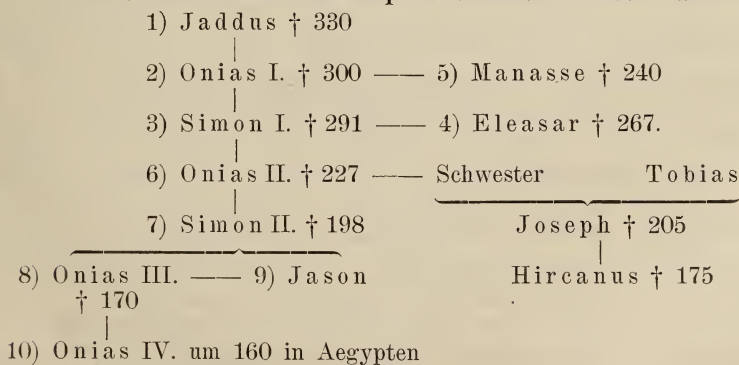 1) Jaddus † 330
2) Onias I. † 300 —— 5) Manasse † 240
3) Simon I. † 291 —— 4) Eleasar † 267.
6) Onias II. † 227 —— Schwester Tobias
7) Simon II. † 198 Joseph † 205
8) Onias III. —— 9) Jason Hircanus † 175
† 170
10) Onias IV. um 160 in Aegypten